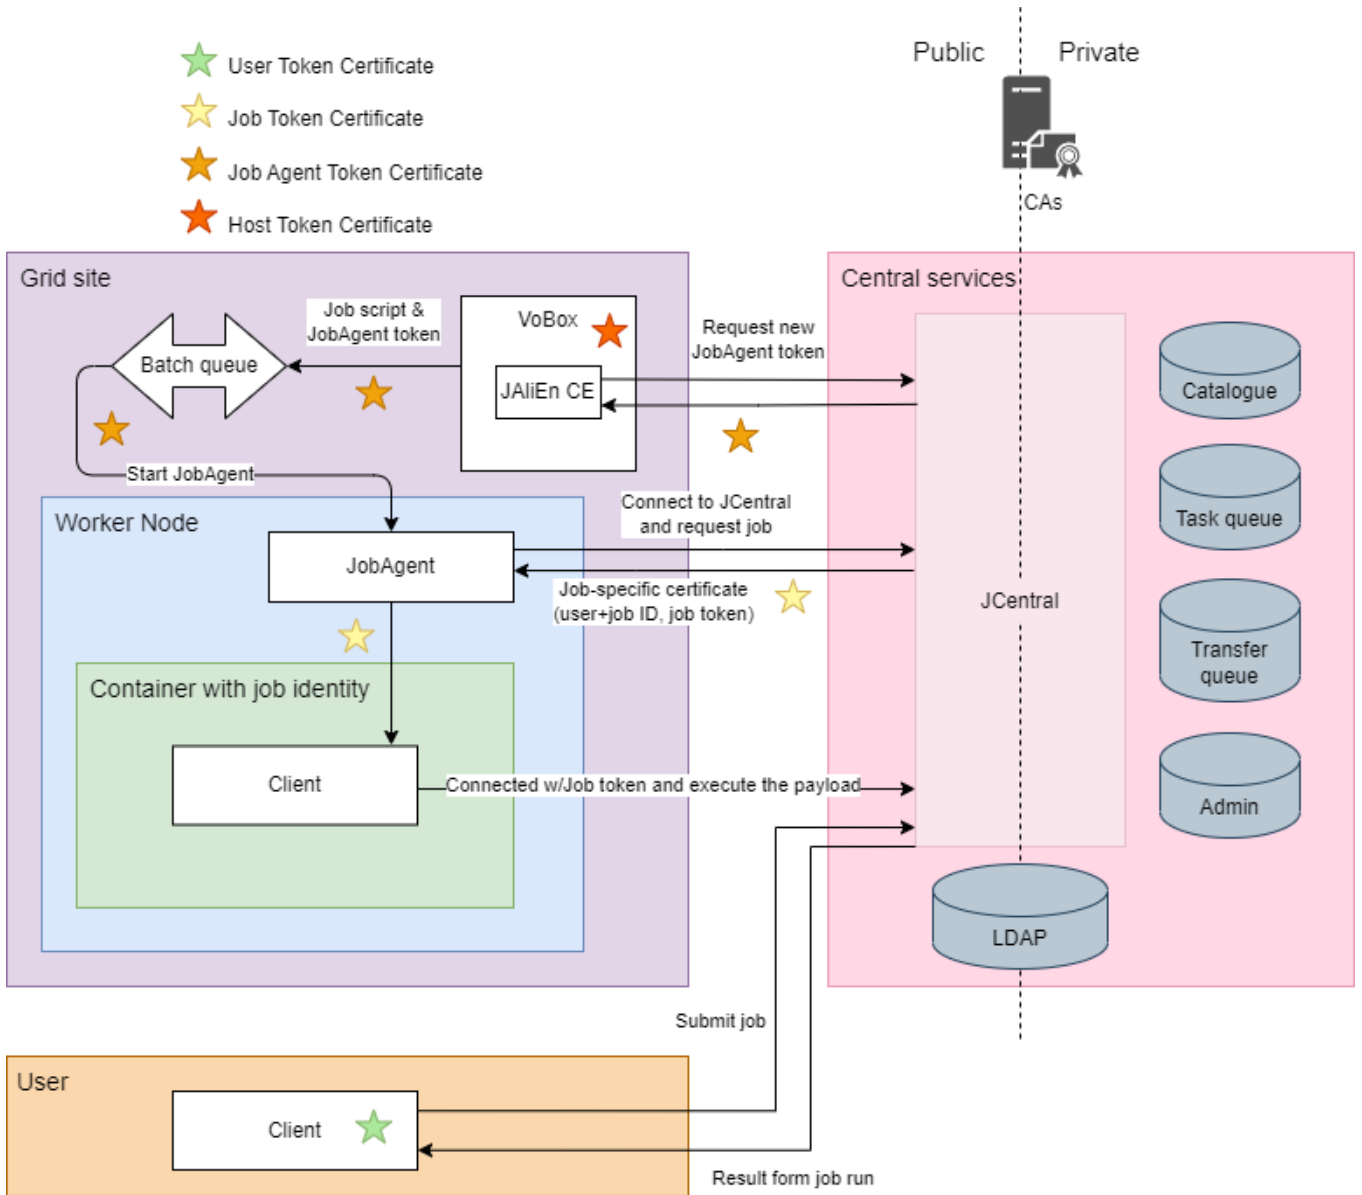 User Token Certificate
Job Token Certificate
Job Agent Token Certificate
Host Token Certificate
Public
Private
CAs
Grid site
Batch queue
Job script &
JobAgent token
VoBox
JAliEn CE
Request new
JobAgent token
Start JobAgent
Worker Node
JobAgent
Connect to JCentral
and request job
Job-specific certificate
(user+job ID, job token)
Container with job identity
Client
Connected w/Job token and execute the payload
Central services
JCentral
Catalogue
Task queue
Transfer
queue
Admin
LDAP
Submit job
User
Client
Result form job run